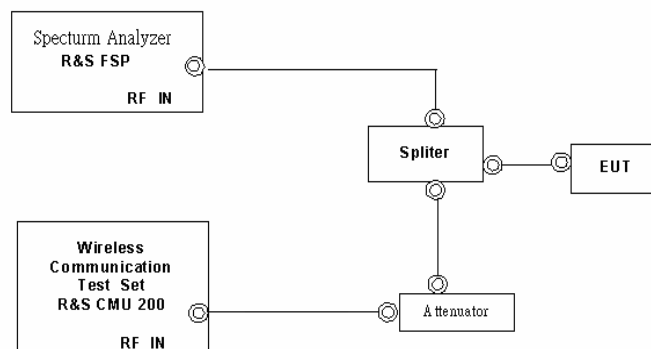 Specturm Analyzer
R&S FSP
RF IN
Spliter
EUT
Wireless
Communication
Test Set
R&S CMU 200
RF IN
Attenuator